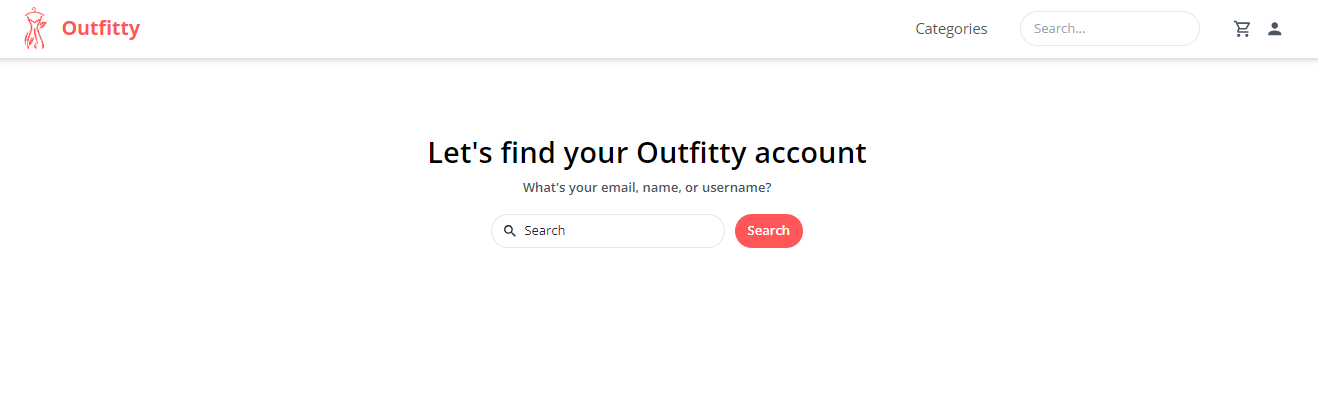 Outfitty
Categories
Search...
Let's find your Outfitty account
What's your email, name, or username?
Search
Search